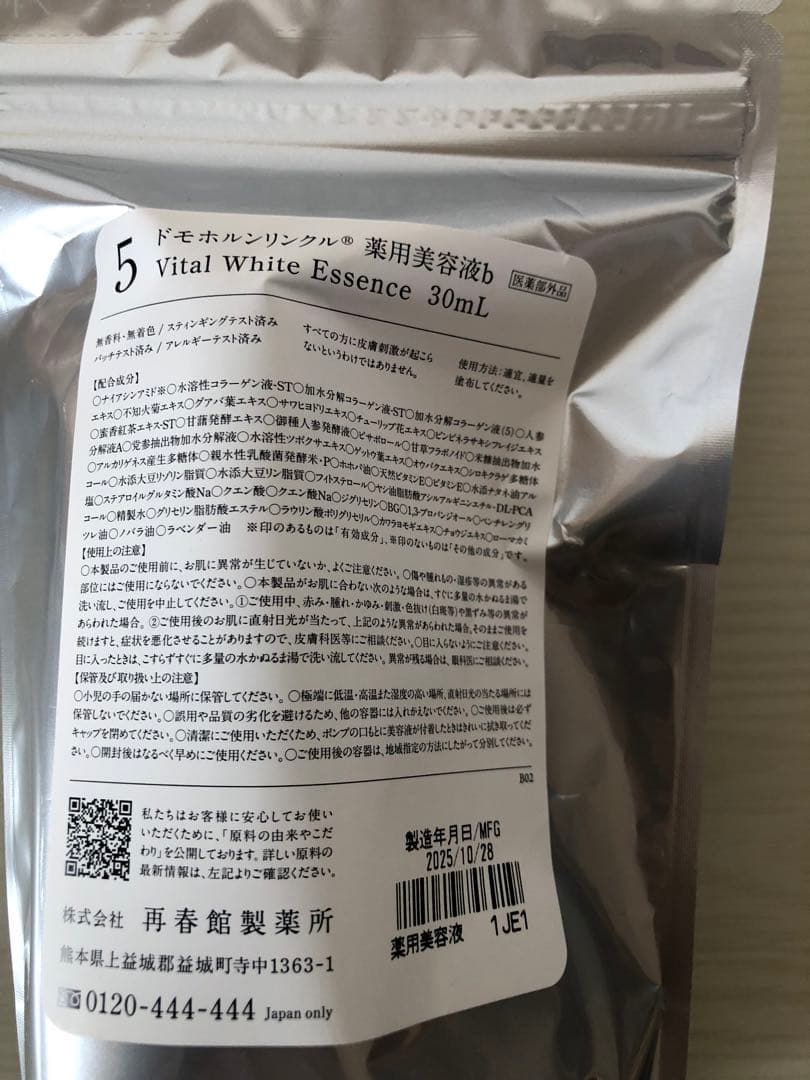 5
ドモホルンリンクル® 薬用美容液b 医薬部外品
Vital White Essence 30mL
無香料・無着色 / スティンギングテスト済み
パッチテスト済み / アレルギーテスト済み
すべての方に皮膚刺激が起こら
ないというわけではありません。
使用方法:適宜、適量を
塗布してください。
【配合成分】
○ナイアシンアミド※○水溶性コラーゲン液-ST○加水分解コラーゲン液-ST○加水分解コラーゲン液(5)○人参
エキス○不知火菊エキス○グアバ葉エキス○サワヒヨドリエキス○チューリップ花エキス○ピンピネラサキシフレイジエキス
○蜜香紅茶エキス-ST○甘藷発酵エキス○御種人参発酵液○ビサボロール○甘草フラボノイド○米糠抽出物加水
分解液A○党参抽出物加水分解液○水溶性ツボクサエキス○ゲットウ葉エキス○オウバクエキス○シロキクラゲ多糖体
○アルカリゲネス産生多糖体○親水性乳酸菌発酵米・P○ホホバ油○天然ビタミンE○ビタミンE○水添ナタネ油アル
コール○水添大豆リゾリン脂質○水添大豆リン脂質○フィトステロール○ヤシ油脂肪酸アシルアルギニンエチル・DL-PCA
塩○ステアロイルグルタミン酸Na○クエン酸○クエン酸Na○ジグリセリン○BG○1,3-プロパンジオール○ペンチレングリ
コール○精製水○グリセリン脂肪酸エステル○ラウリン酸ポリグリセリル○カワラヨモギエキス○チョウジエキス○ローマカミ
ツレ油○ノバラ油○ラベンダー油 ※印のあるものは「有効成分」、※印のないものは「その他の成分」です。
【使用上の注意】
○本製品のご使用前に、お肌に異常が生じていないか、よくご注意ください。○傷や腫れもの・湿疹等の異常がある
部位にはご使用にならないでください。○本製品がお肌に合わない次のような場合は、すぐに多量の水かぬるま湯で
洗い流し、ご使用を中止してください。①ご使用中、赤み・腫れ・かゆみ・刺激・色抜け(白斑等)や黒ずみ等の異常が
あらわれた場合。②ご使用後のお肌に直射日光が当たって、上記のような異常があらわれた場合。そのままご使用を
続けますと、症状を悪化させることがありますので、皮膚科医等にご相談ください。○目に入らないようにご注意ください。
目に入ったときは、こすらずすぐに多量の水かぬるま湯で洗い流してください。異常が残る場合は、眼科医にご相談ください。
【保管及び取り扱い上の注意】
○小児の手の届かない場所に保管してください。○極端に低温・高温また湿度の高い場所、直射日光の当たる場所には
保管しないでください。○誤用や品質の劣化を避けるため、他の容器には入れかえないでください。○ご使用後は必ず
キャップを閉めてください。○清潔にご使用いただくため、ポンプの口もとに美容液が付着したときはきれいに拭き取ってくだ
さい。○開封後はなるべく早めにご使用ください。○ご使用後の容器は、地域指定の方法にしたがって分別してください。
B02
私たちはお客様に安心してお使い
いただくために、「原料の由来やこだ
わり」を公開しております。詳しい原料の
最新情報は、左記よりご確認ください。
製造年月日/MFG
2025/10/28
薬用美容液 1JE1
株式会社 再春館製薬所
熊本県上益城郡益城町寺中1363-1
0120-444-444 Japan only